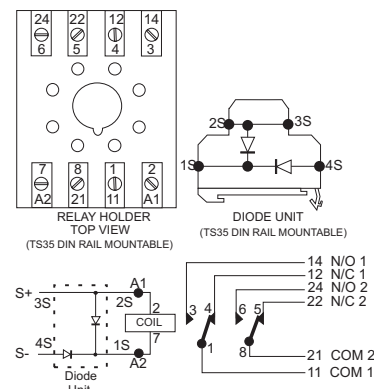 24 22 12 14
6 5 4 3
7 8 1 2
A2 21 11 A1
RELAY HOLDER
TOP VIEW
(TS35 DIN RAIL MOUNTABLE)
2S 3S
1S 4S
DIODE UNIT
(TS35 DIN RAIL MOUNTABLE)
S+ A1
3S 2S
2
COIL
7
4S 1S
S- A2
Diode
Unit
14 N/O 1
12 N/C 1
24 N/O 2
22 N/C 2
3 4 6 5
1 8
21 COM 2
11 COM 1